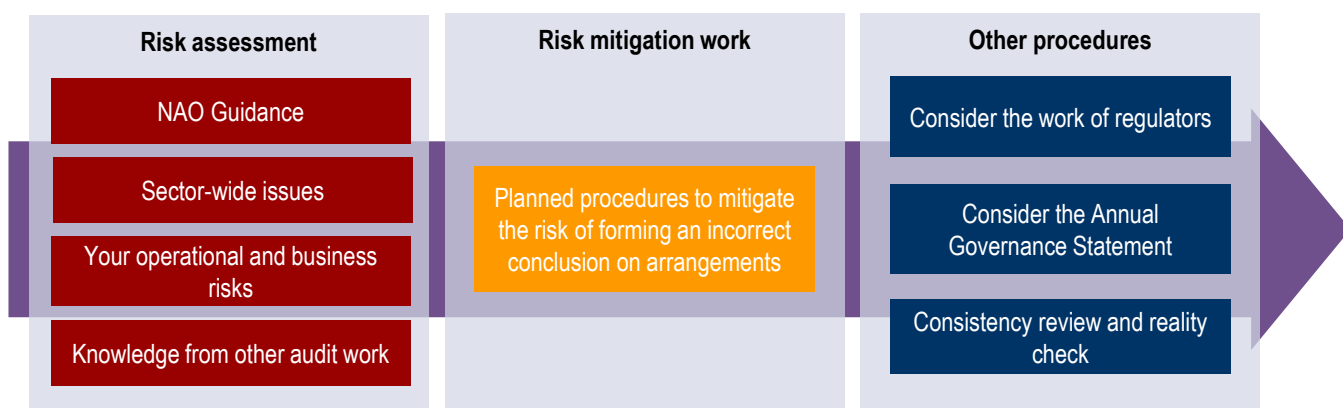 Risk assessment
NAO Guidance
Sector-wide issues
Your operational and business
risks
Knowledge from other audit work
Risk mitigation work
Planned procedures to mitigate
the risk of forming an incorrect
conclusion on arrangements
Other procedures
Consider the work of regulators
Consider the Annual
Governance Statement
Consistency review and reality
check